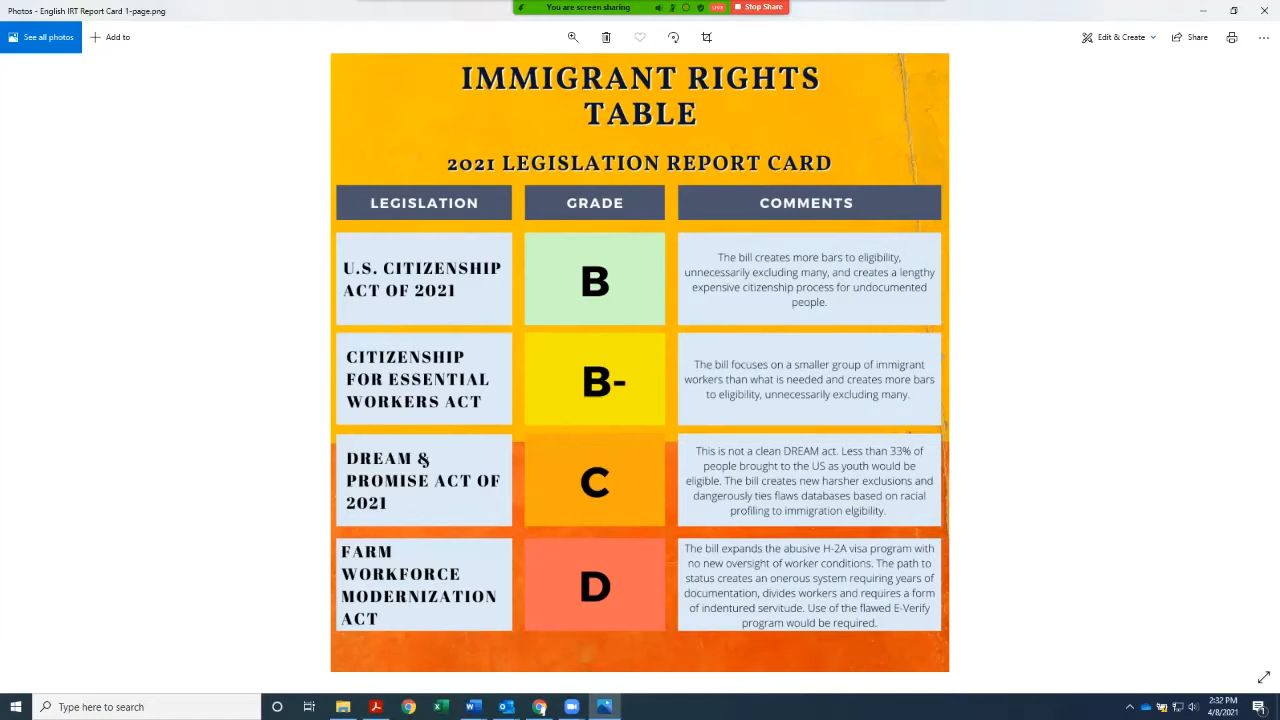 Photos - English IRT Report Card 1-page.png
You are screen sharing
LIVE
Stop Share
See all photos
Add to
Edit & Create
Share
IMMIGRANT RIGHTS
TABLE
2021 LEGISLATION REPORT CARD
LEGISLATION
GRADE
COMMENTS
U.S. CITIZENSHIP
ACT OF 2021
B
The bill creates more bars to eligibility,
unnecessarily excluding many, and creates a lengthy
expensive citizenship process for undocumented
people.
CITIZENSHIP
FOR ESSENTIAL
WORKERS ACT
B-
The bill focuses on a smaller group of immigrant
workers than what is needed and creates more bars
to eligibility, unnecessarily excluding many.
DREAM &
PROMISE ACT OF
2021
C
This is not a clean DREAM act. Less than 33% of
people brought to the US as youth would be
eligible. The bill creates new harsher exclusions and
dangerously ties flaws databases based on racial
profiling to immigration elgibility.
FARM
WORKFORCE
MODERNIZATION
ACT
D
The bill expands the abusive H-2A visa program with
no new oversight of worker conditions. The path to
status creates an onerous system requiring years of
documentation, divides workers and requires a form
of indentured servitude. Use of the flawed E-Verify
program would be required.
Type here to search
2:32 PM
4/8/2021